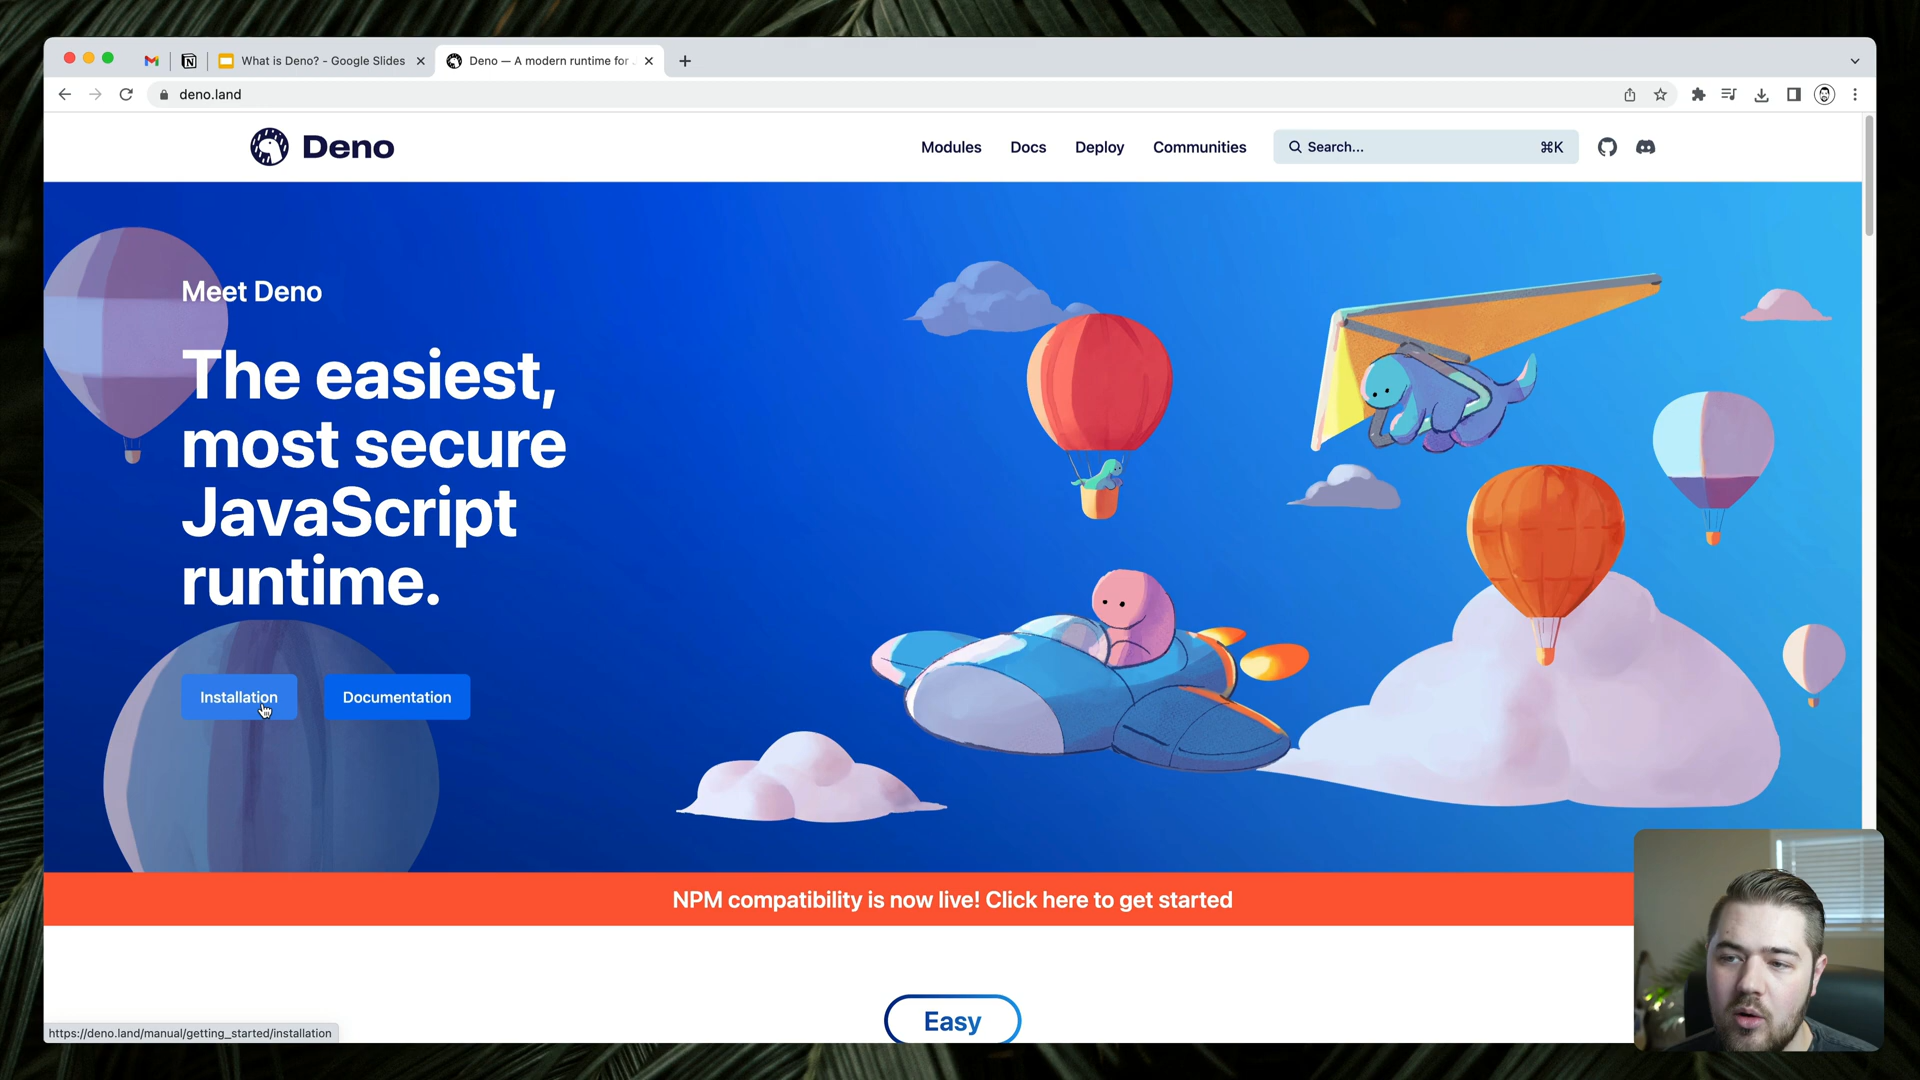 What is Deno? - Google Slides
Deno — A modern runtime for
deno.land
Deno
Modules
Docs
Deploy
Communities
Search...
⌘K
Meet Deno
The easiest,
most secure
JavaScript
runtime.
Installation
Documentation
NPM compatibility is now live! Click here to get started
Easy
https://deno.land/manual/getting_started/installation